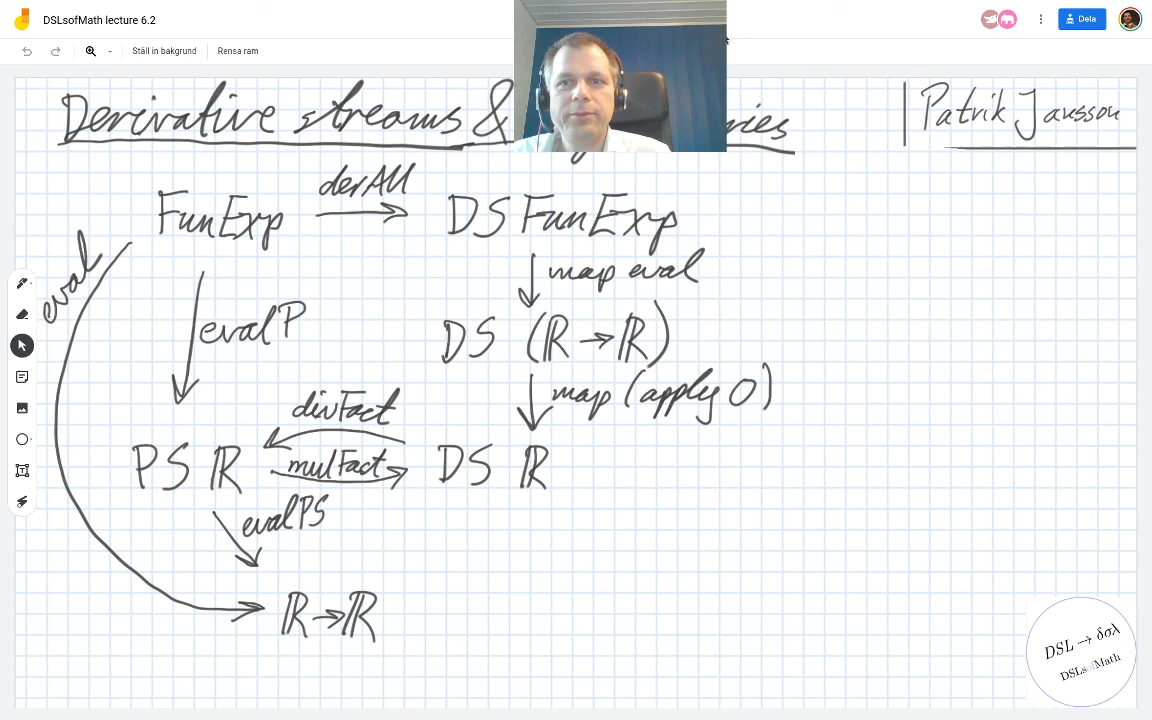 DSLsofMath lecture 6.2
Dela
Ställ in bakgrund Rensa ram
Derivative streams & ries
Patrik Jansson
FunExp derAll DS FunExp
eval
map eval
evalP
DS (ℝ → ℝ)
map (apply 0)
divFact
PS ℝ mulFact DS ℝ
evalPS
ℝ → ℝ
DSL → δσλ
DSLsofMath